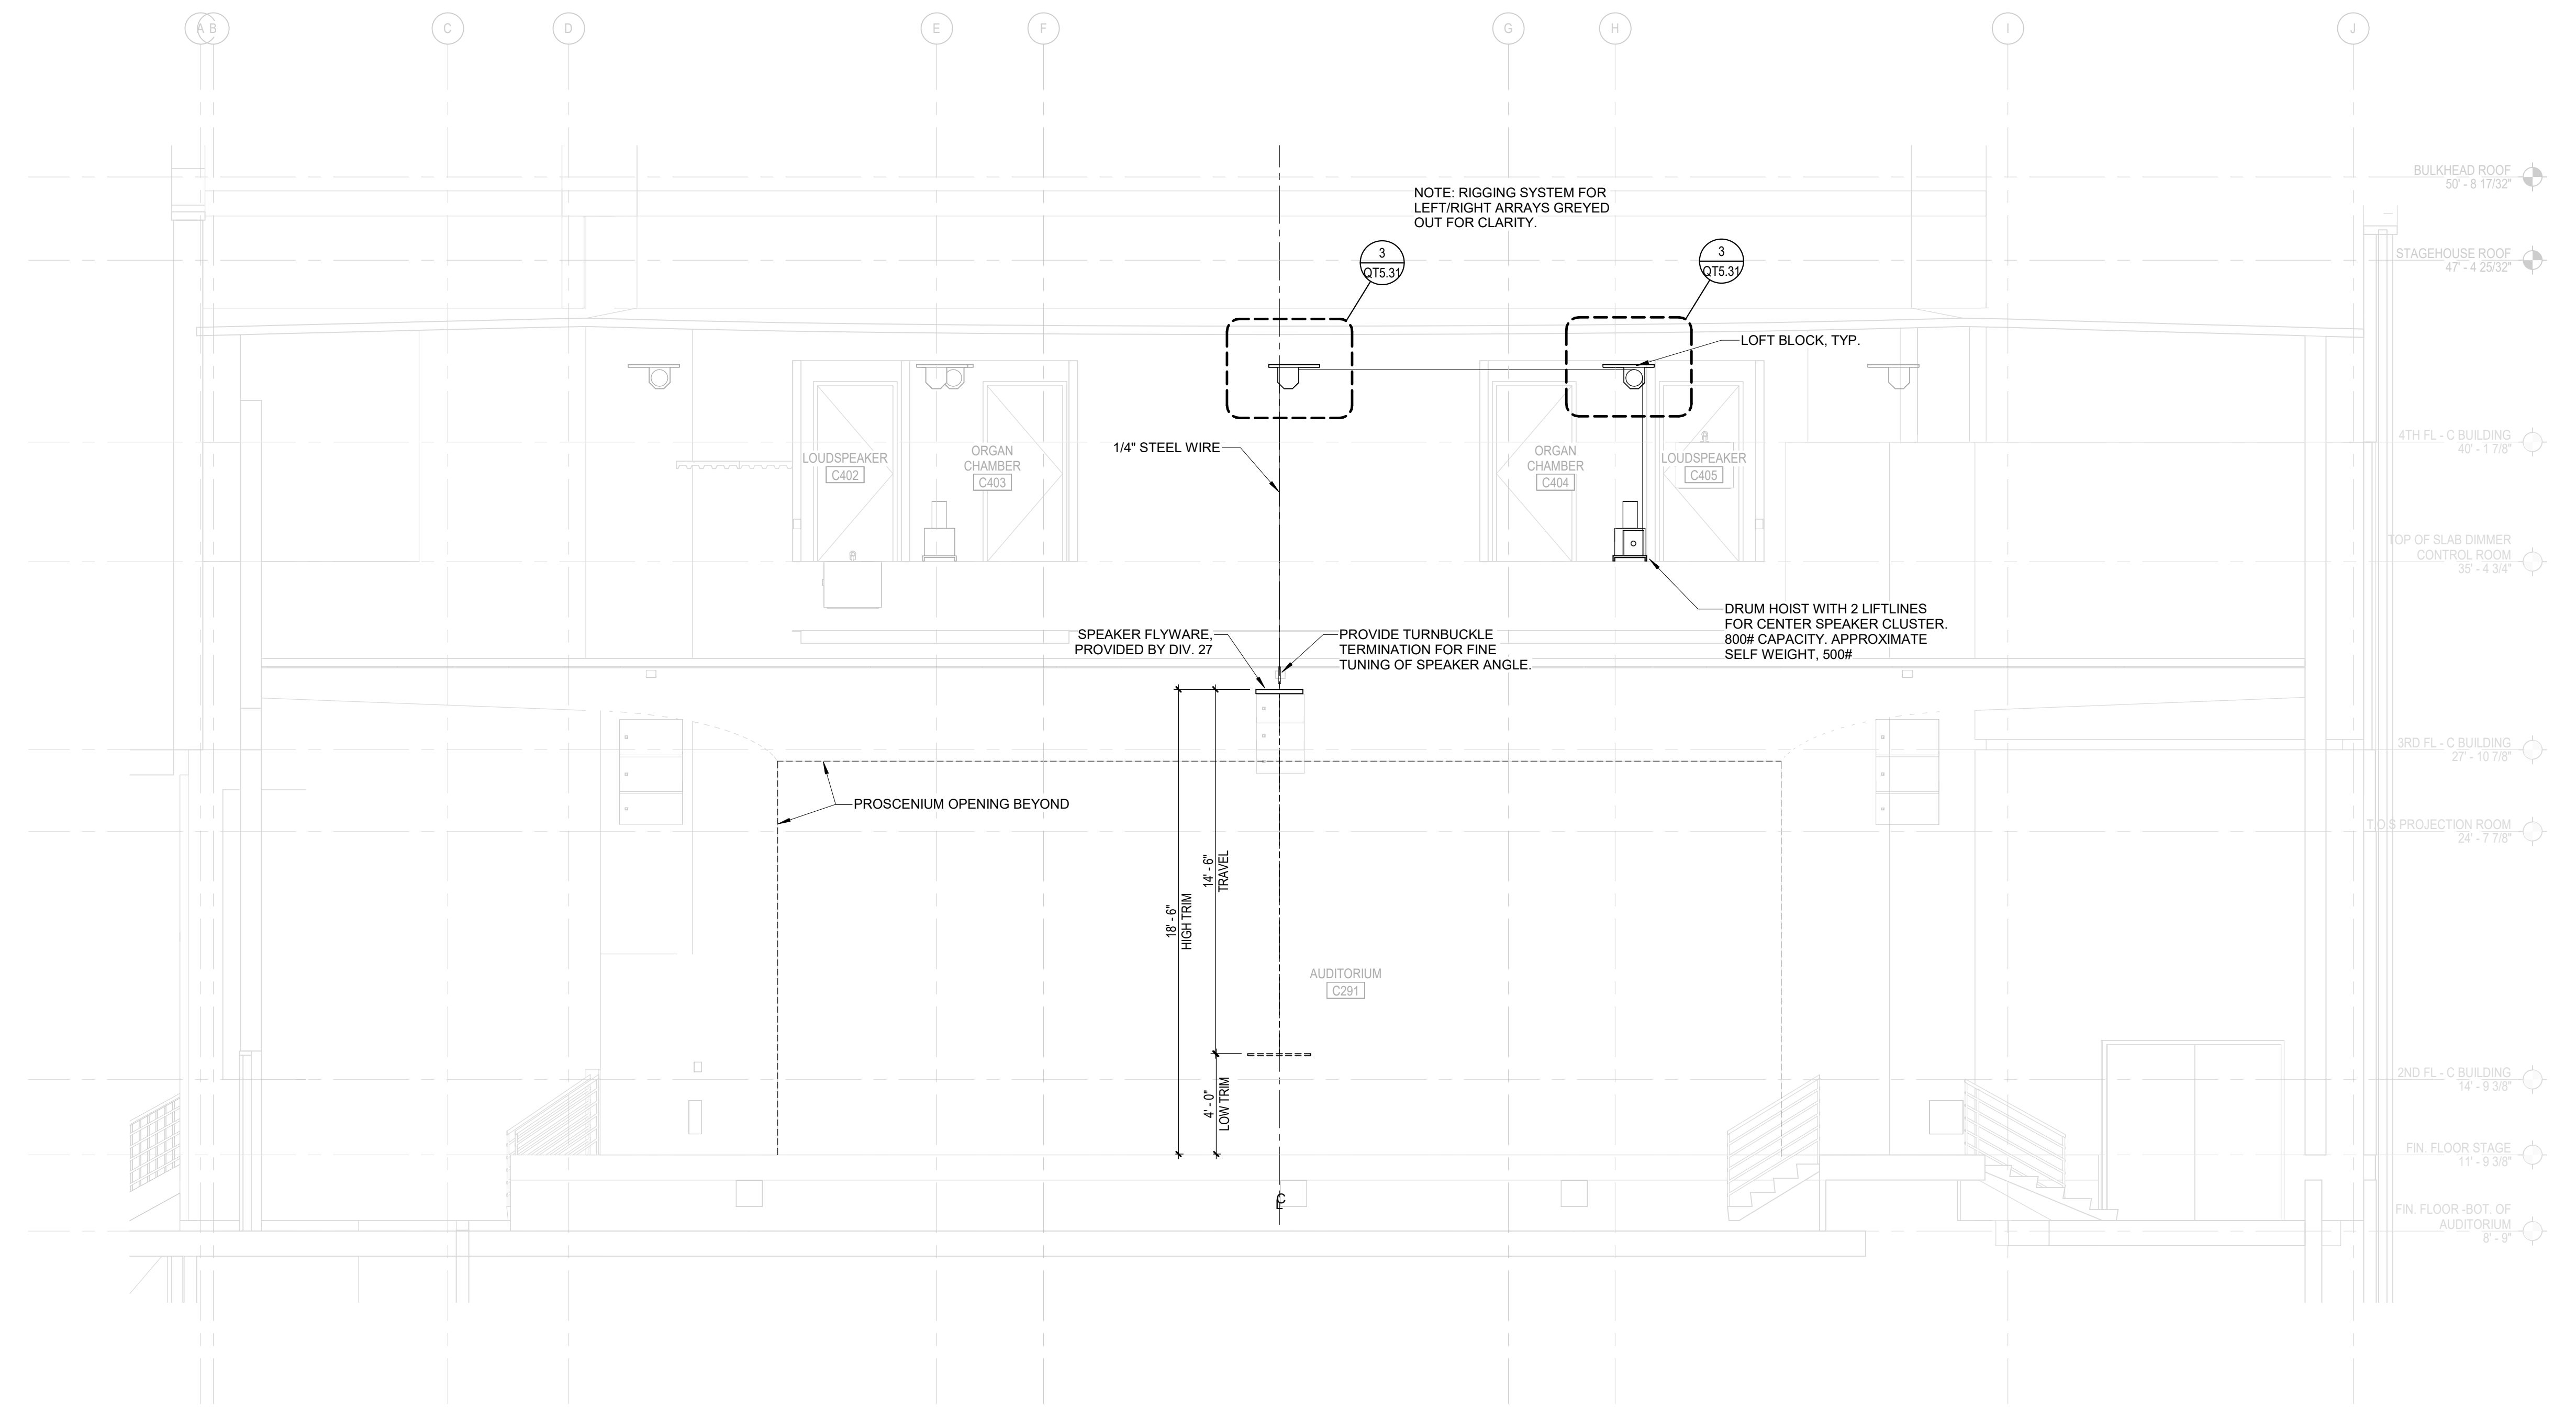 A B C D E F G H I J
BULKHEAD ROOF
50' - 8 17/32"
NOTE: RIGGING SYSTEM FOR
LEFT/RIGHT ARRAYS GREYED
OUT FOR CLARITY.
3
QT5.31
3
QT5.31
STAGEHOUSE ROOF
47' - 4 25/32"
LOFT BLOCK, TYP.
1/4" STEEL WIRE
4TH FL - C BUILDING
40' - 1 7/8"
LOUDSPEAKER
C402
ORGAN
CHAMBER
C403
ORGAN
CHAMBER
C404
LOUDSPEAKER
C405
TOP OF SLAB DIMMER
CONTROL ROOM
35' - 4 3/4"
DRUM HOIST WITH 2 LIFTLINES
FOR CENTER SPEAKER CLUSTER.
800# CAPACITY. APPROXIMATE
SELF WEIGHT, 500#
SPEAKER FLYWARE,
PROVIDED BY DIV. 27
PROVIDE TURNBUCKLE
TERMINATION FOR FINE
TUNING OF SPEAKER ANGLE.
3RD FL - C BUILDING
27' - 10 7/8"
PROSCENIUM OPENING BEYOND
T O S PROJECTION ROOM
24' - 7 7/8"
14' - 6"
TRAVEL
18' - 6"
HIGH TRIM
AUDITORIUM
C291
4' - 0"
LOW TRIM
2ND FL - C BUILDING
14' - 9 3/8"
FIN. FLOOR STAGE
11' - 9 3/8"
CL
FIN. FLOOR -BOT. OF
AUDITORIUM
8' - 9"